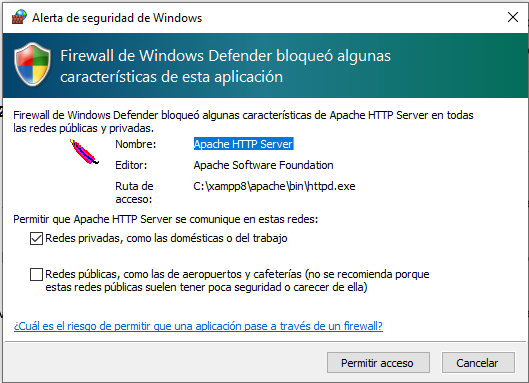 Alerta de seguridad de Windows
Firewall de Windows Defender bloqueó algunas
características de esta aplicación
Firewall de Windows Defender bloqueó algunas características de Apache HTTP Server en todas
las redes públicas y privadas.
Nombre: Apache HTTP Server
Editor: Apache Software Foundation
Ruta de acceso: C:\xampp8\apache\bin\httpd.exe
Permitir que Apache HTTP Server se comunique en estas redes:
Redes privadas, como las domésticas o del trabajo
Redes públicas, como las de aeropuertos y cafeterías (no se recomienda porque
estas redes públicas suelen tener poca seguridad o carecer de ella)
¿Cuál es el riesgo de permitir que una aplicación pase a través de un firewall?
Permitir acceso
Cancelar